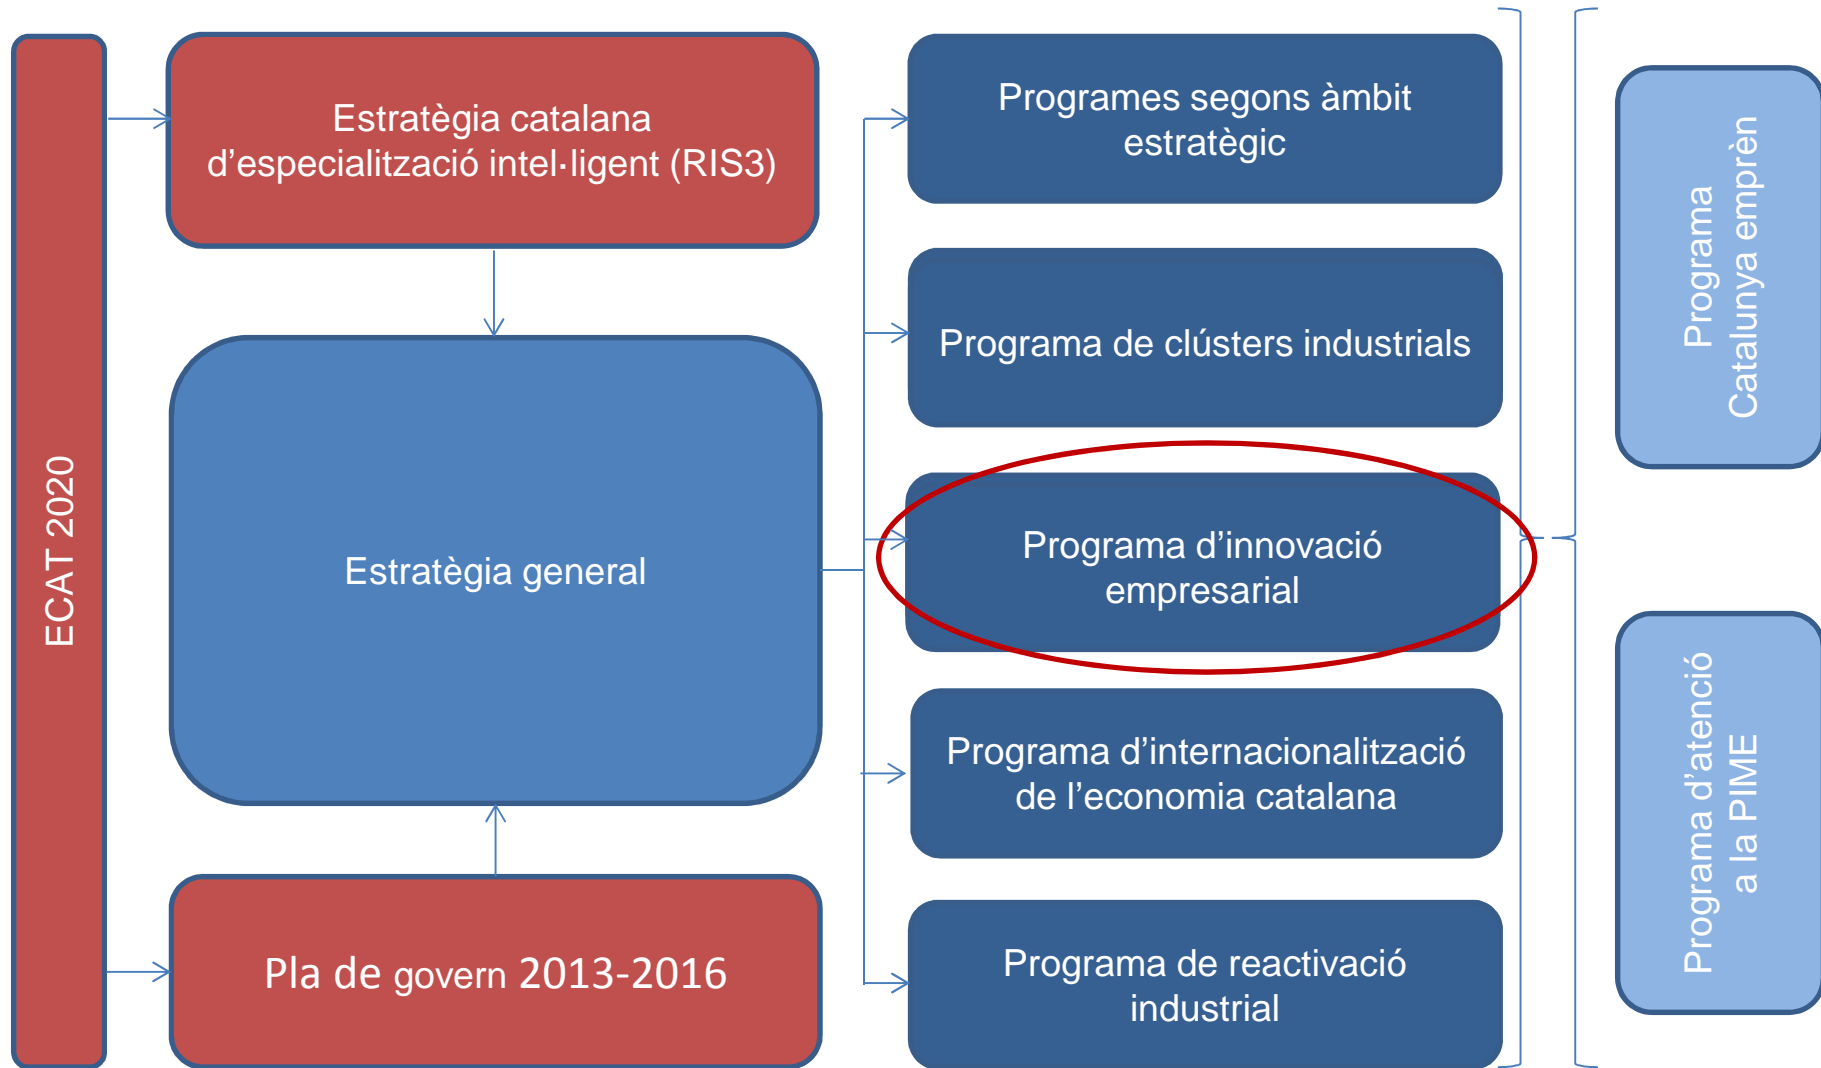 ECAT 2020
Estratègia catalana
d’especialització intel·ligent (RIS3)
Estratègia general
Pla de govern 2013-2016
Programes segons àmbit
estratègic
Programa de clústers industrials
Programa d’innovació
empresarial
Programa d’internacionalització
de l’economia catalana
Programa de reactivació
industrial
Programa
Catalunya emprèn
Programa d’atenció
a la PIME